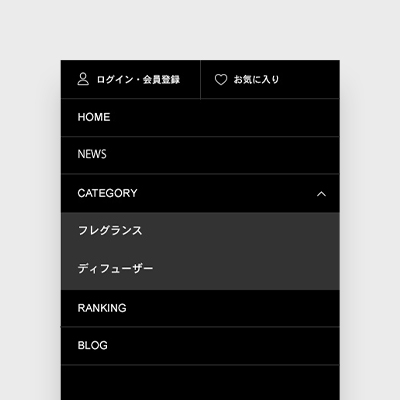 ログイン・会員登録 お気に入り
HOME
NEWS
CATEGORY
フレグランス
ディフューザー
RANKING
BLOG